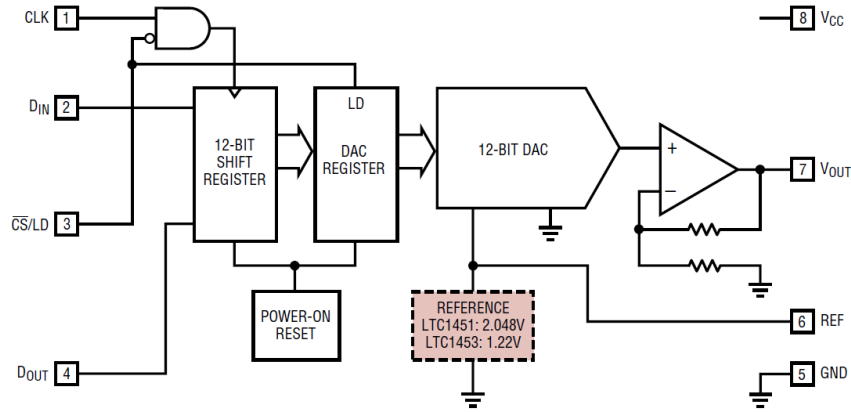 CLK 1
8 VCC
DIN 2
12-BIT
SHIFT
REGISTER
LD
DAC
REGISTER
12-BIT DAC
+
−
7 VOUT
CS/LD 3
POWER-ON
RESET
REFERENCE
LTC1451: 2.048V
LTC1453: 1.22V
6 REF
DOUT 4
5 GND